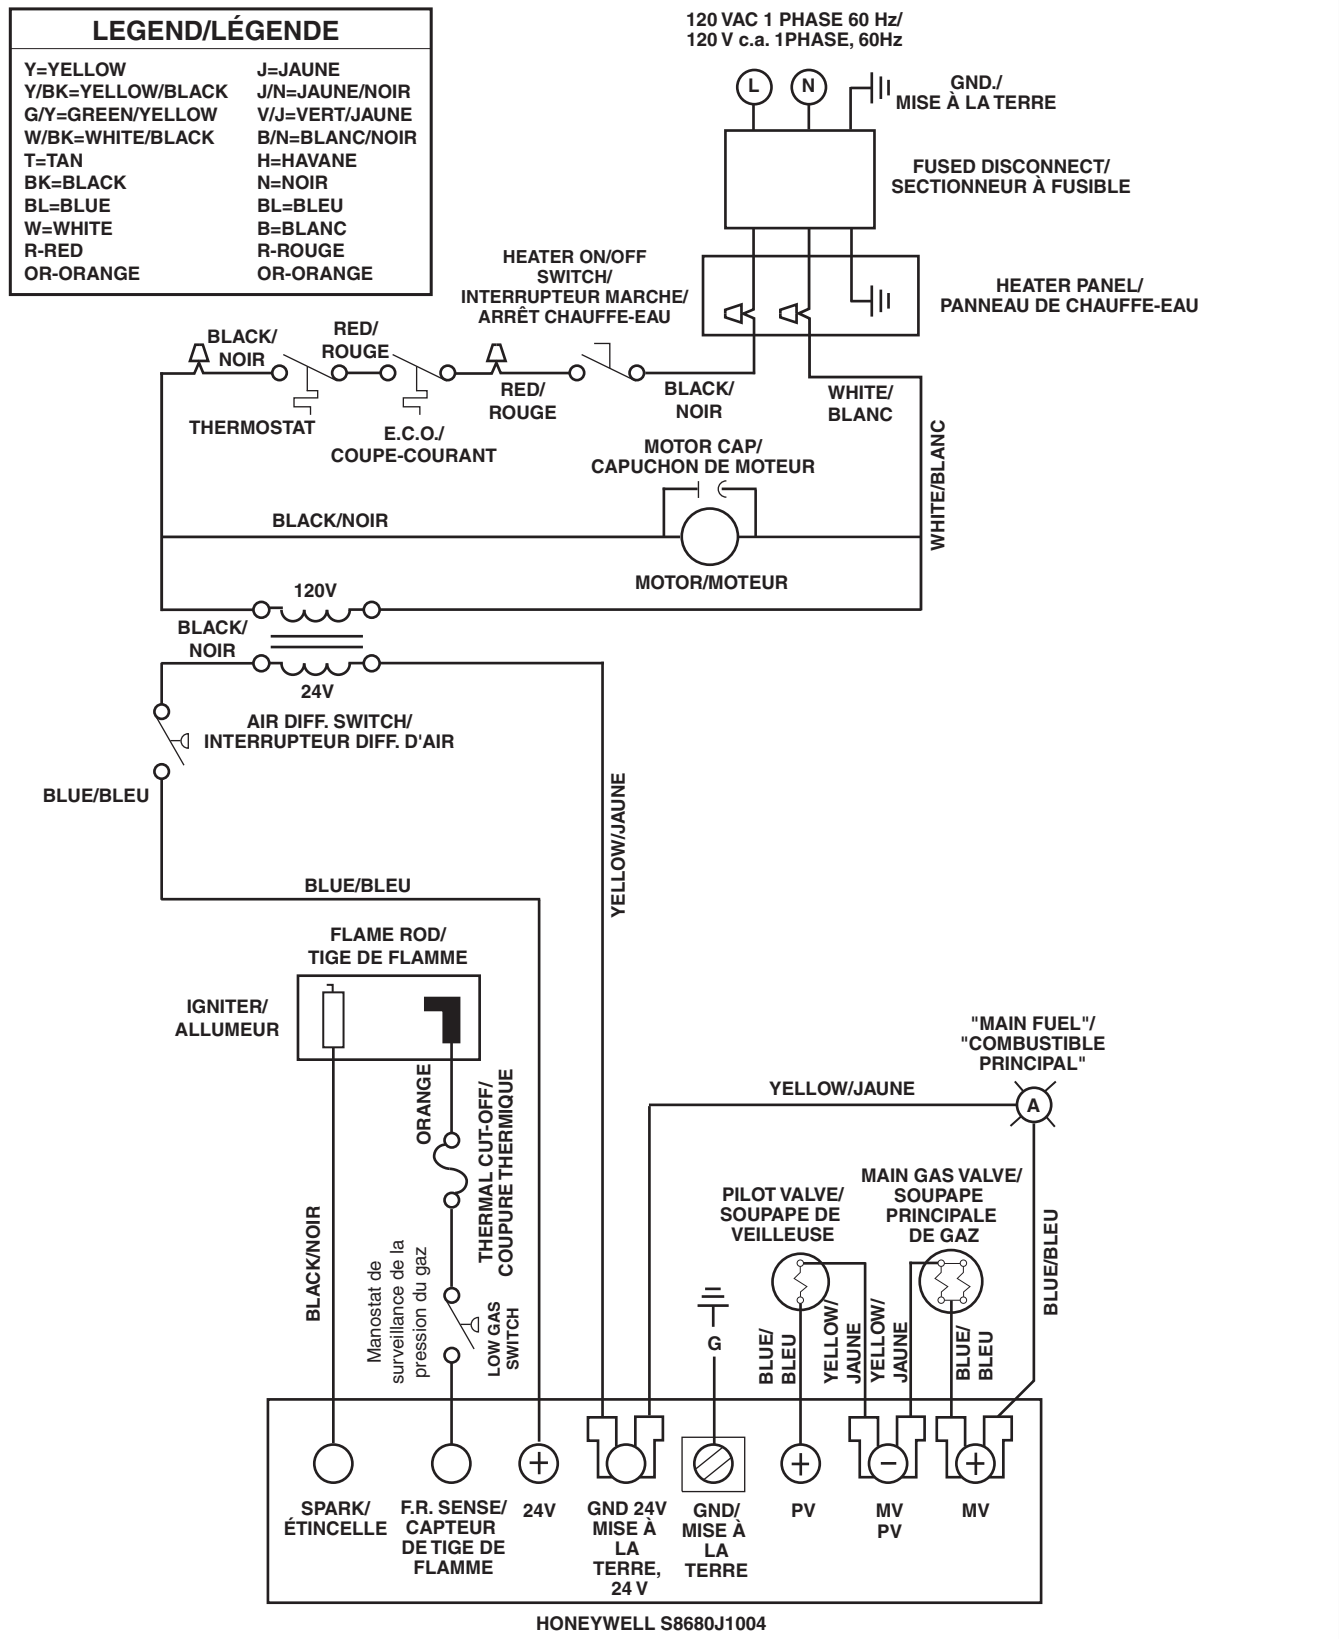 LEGEND/LÉGENDE
Y=YELLOW J=JAUNE
Y/BK=YELLOW/BLACK J/N=JAUNE/NOIR
G/Y=GREEN/YELLOW V/J=VERT/JAUNE
W/BK=WHITE/BLACK B/N=BLANC/NOIR
T=TAN H=HAVANE
BK=BLACK N=NOIR
BL=BLUE BL=BLEU
W=WHITE B=BLANC
R-RED R-ROUGE
OR-ORANGE OR-ORANGE
120 VAC 1 PHASE 60 Hz/
120 V c.a. 1PHASE, 60Hz
L
N
GND./
MISE À LA TERRE
FUSED DISCONNECT/
SECTIONNEUR À FUSIBLE
HEATER ON/OFF
SWITCH/
INTERRUPTEUR MARCHE/
ARRÊT CHAUFFE-EAU
HEATER PANEL/
PANNEAU DE CHAUFFE-EAU
BLACK/
NOIR
RED/
ROUGE
RED/
ROUGE
BLACK/
NOIR
WHITE/
BLANC
THERMOSTAT
E.C.O./
COUPE-COURANT
MOTOR CAP/
CAPUCHON DE MOTEUR
WHITE/BLANC
BLACK/NOIR
MOTOR/MOTEUR
120V
BLACK/
NOIR
24V
AIR DIFF. SWITCH/
INTERRUPTEUR DIFF. D'AIR
BLUE/BLEU
YELLOW/JAUNE
BLUE/BLEU
FLAME ROD/
TIGE DE FLAMME
IGNITER/
ALLUMEUR
"MAIN FUEL"/
"COMBUSTIBLE
PRINCIPAL"
A
YELLOW/JAUNE
ORANGE
THERMAL CUT-OFF/
COUPURE THERMIQUE
BLACK/NOIR
Manostat de
surveillance de la
pression du gaz
LOW GAS
SWITCH
PILOT VALVE/
SOUPAPE DE
VEILLEUSE
MAIN GAS VALVE/
SOUPAPE
PRINCIPALE
DE GAZ
BLUE/BLEU
G
BLUE/
BLEU
YELLOW/
JAUNE
YELLOW/
JAUNE
BLUE/
BLEU
+
+
−
+
SPARK/
ÉTINCELLE
F.R. SENSE/
CAPTEUR
DE TIGE DE
FLAMME
24V
GND 24V
MISE À
LA
TERRE,
24 V
GND/
MISE À
LA
TERRE
PV
MV
PV
MV
HONEYWELL S8680J1004